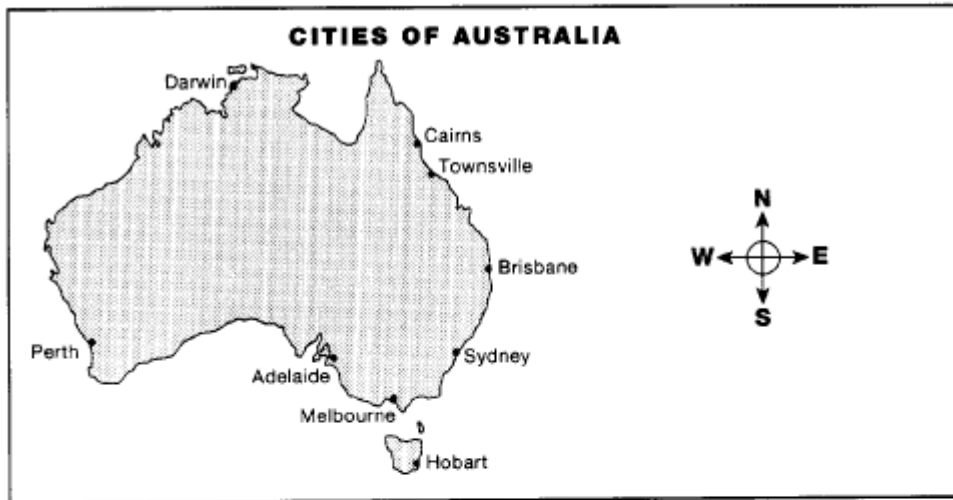 CITIES OF AUSTRALIA
Darwin
Cairns
Townsville
N
W E
S
Brisbane
Perth
Sydney
Adelaide
Melbourne
Hobart